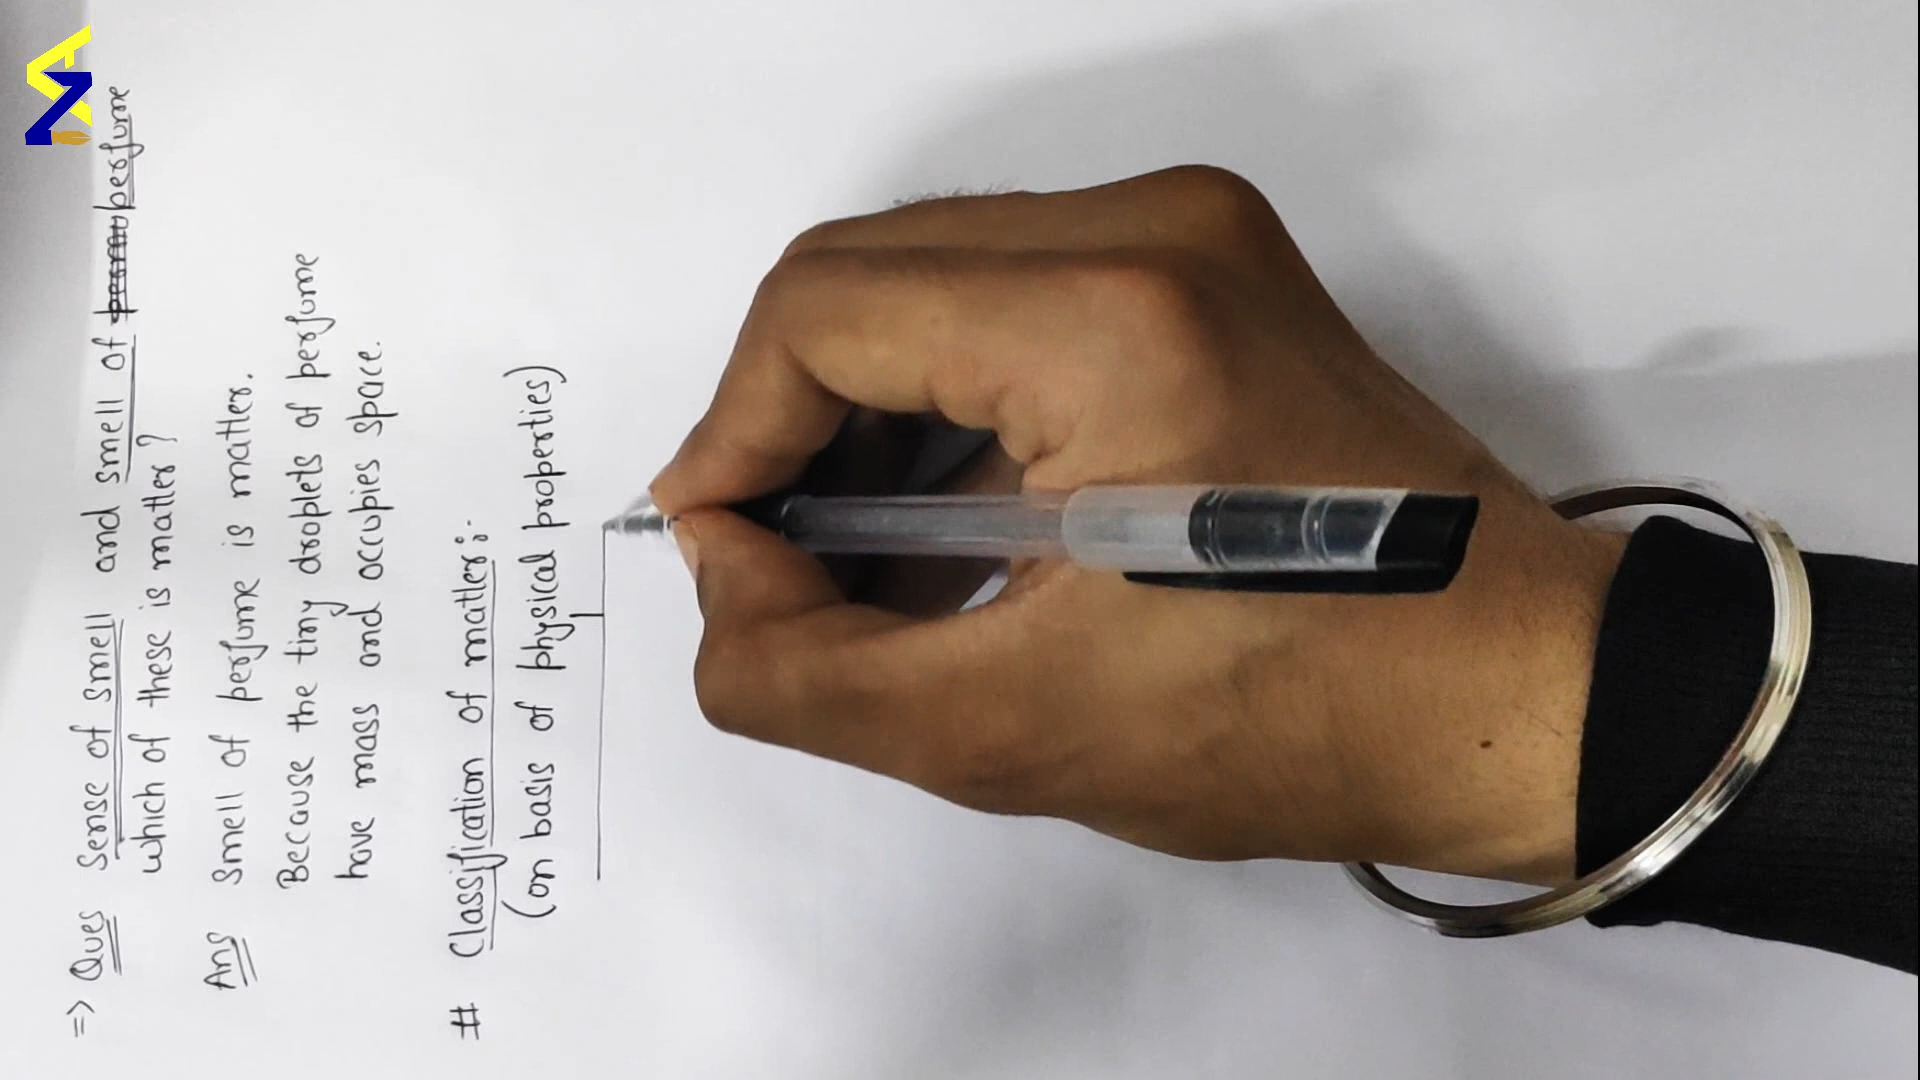 => Ques Sense of smell and smell of perfume
which of these is matter?
Ans Smell of perfume is matter.
Because the tiny droplets of perfume
have mass and occupies space.
# Classification of matter:-
(on basis of physical properties)